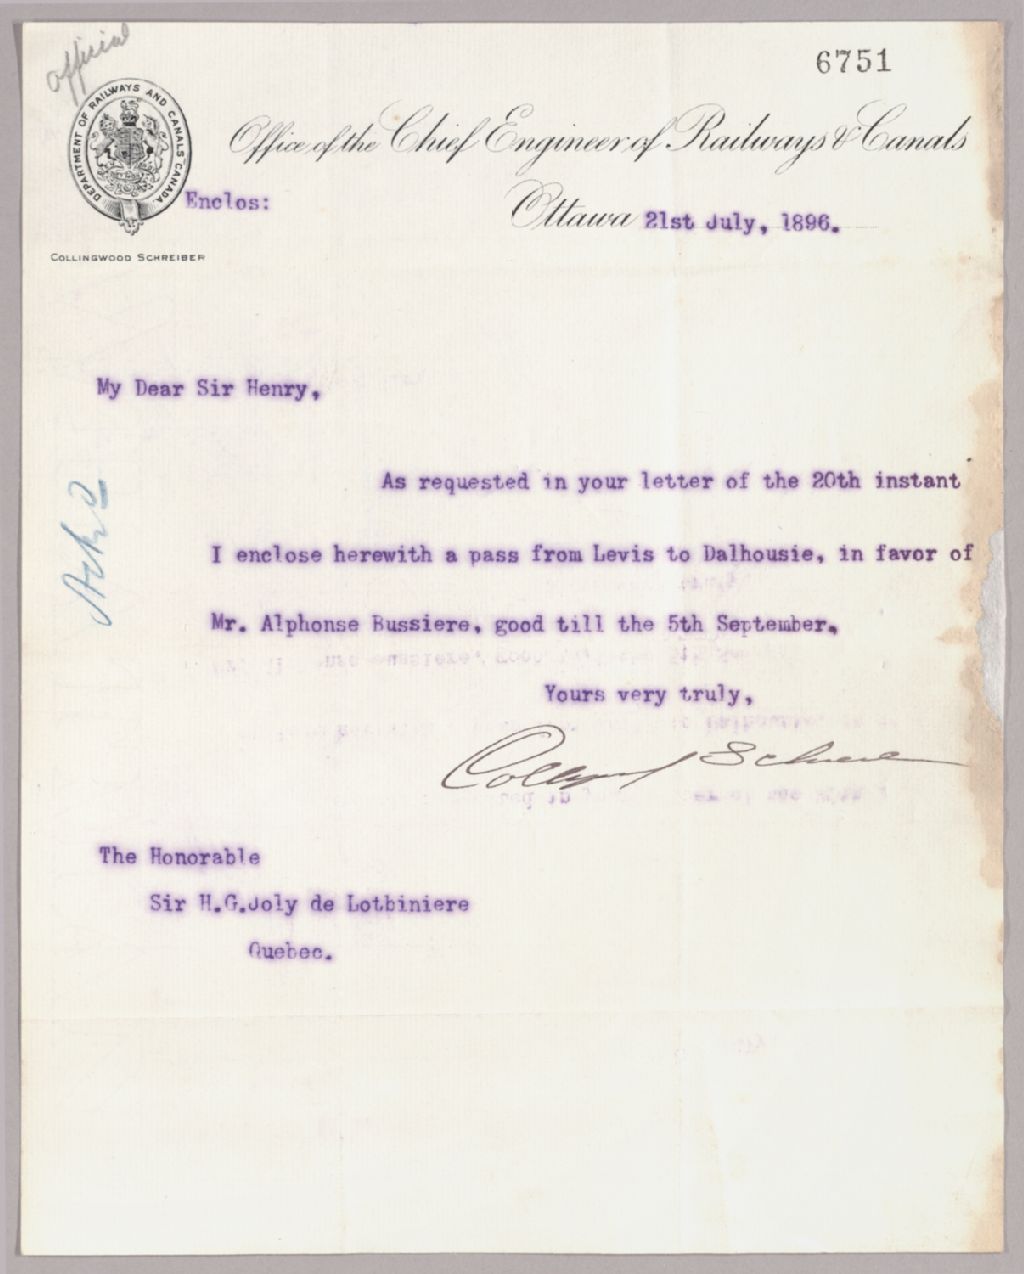 official
6751
DEPARTMENT OF RAILWAYS AND CANALS CANADA.
Office of the Chief Engineer of Railways & Canals
Enclos:
Ottawa 21st July, 1896.
COLLINGWOOD SCHREIBER
My Dear Sir Henry,
As requested in your letter of the 20th instant
I enclose herewith a pass from Levis to Dalhousie, in favor of
Mr. Alphonse Bussiere, good till the 5th September.
Yours very truly,
Collingwood Schreiber
The Honorable
Sir H.G.Joly de Lotbiniere
Quebec.